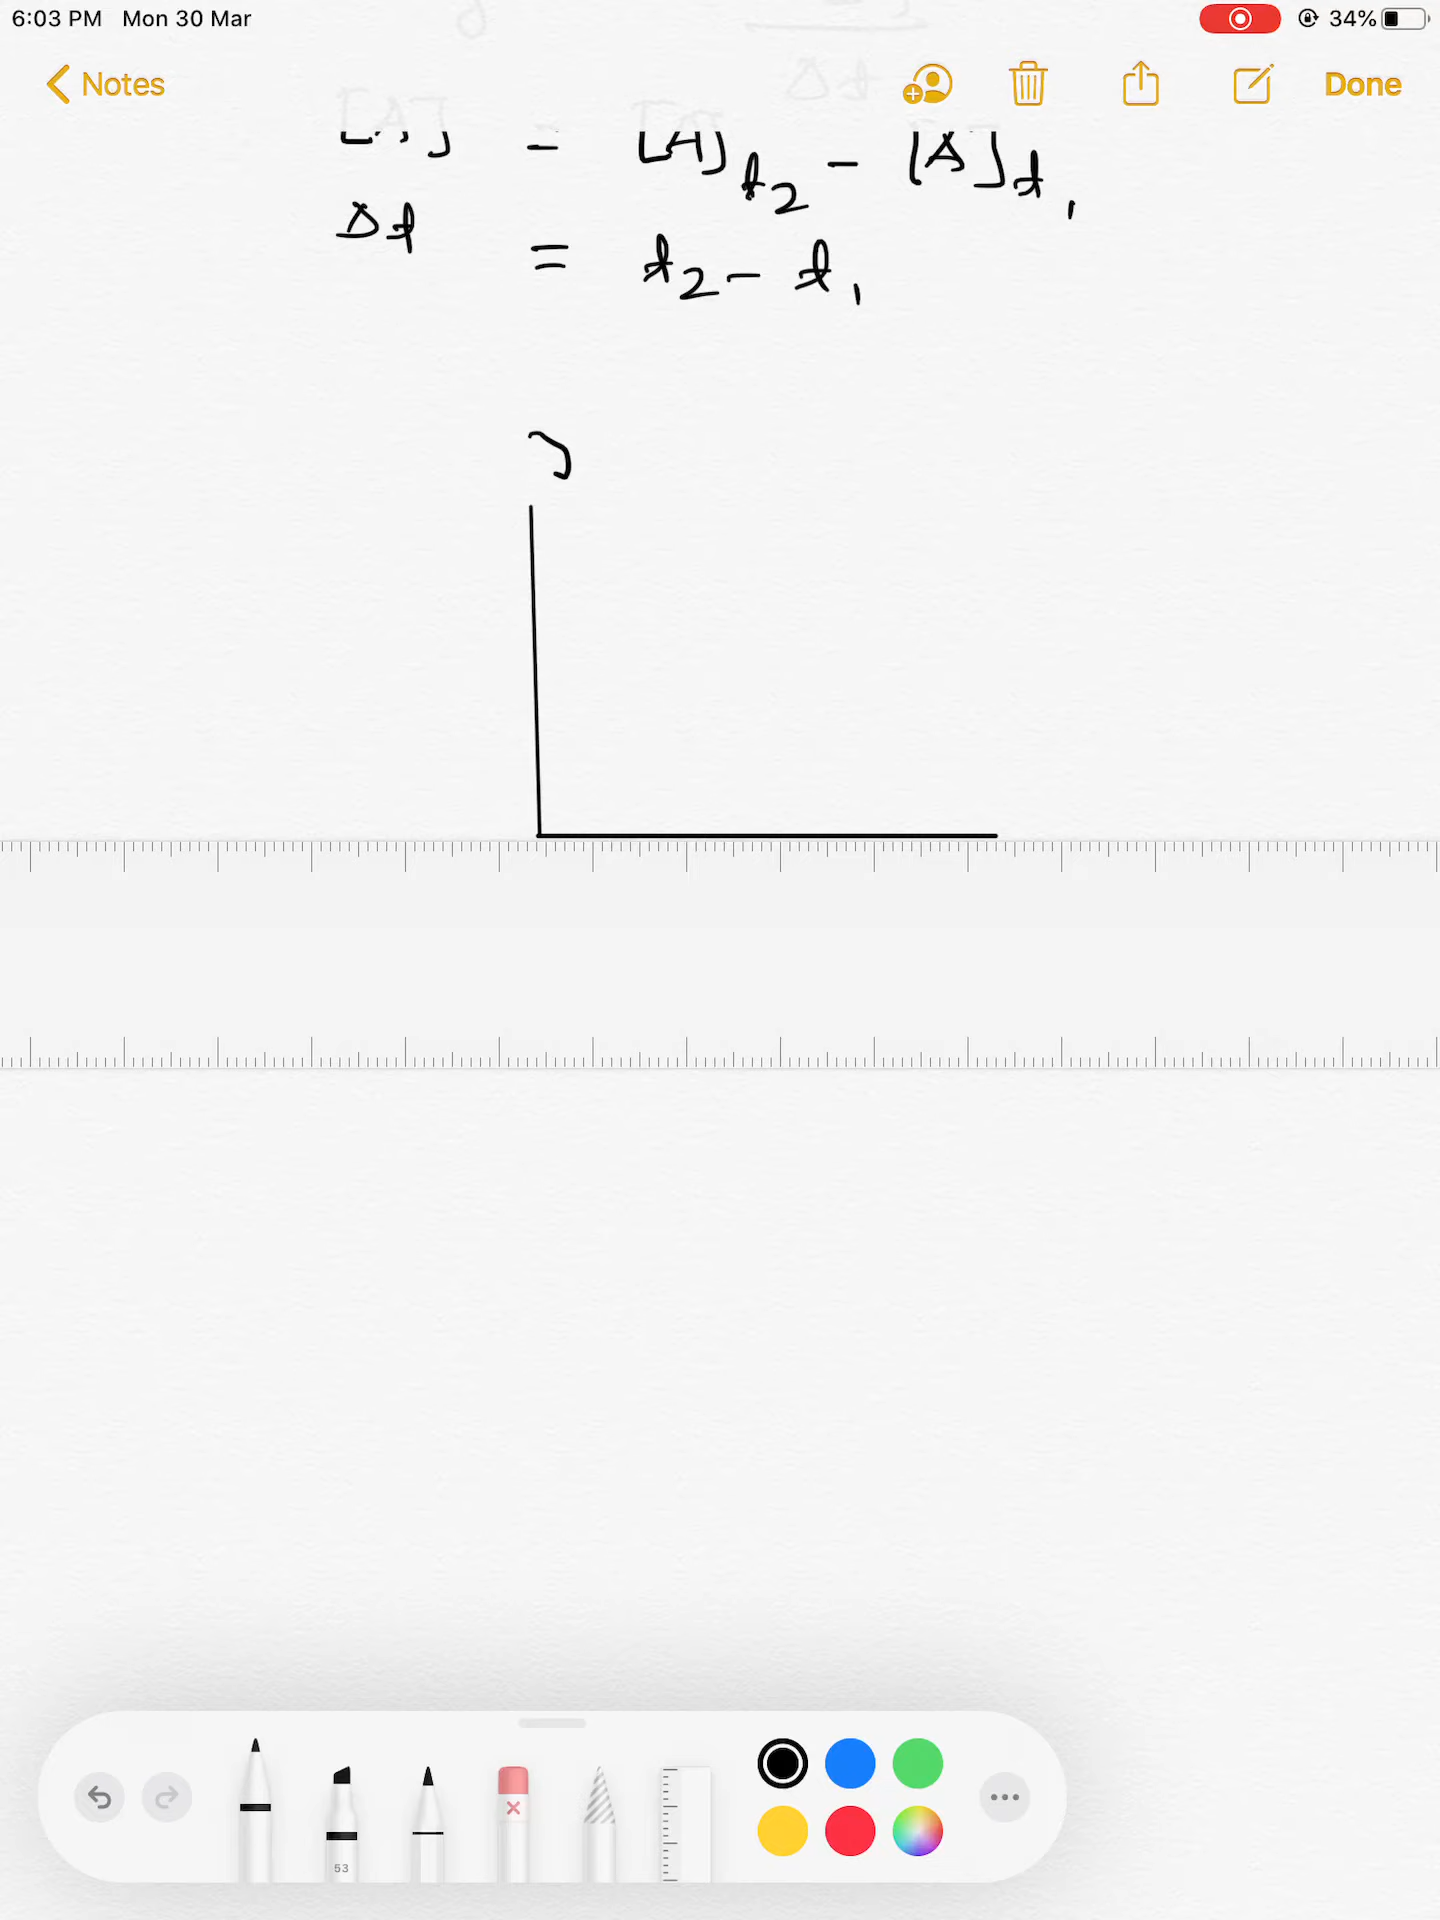 6:03 PM Mon 30 Mar 34%
Notes Done
[A] = [A]t2 - [A]t1
Δt = t2 - t1
53